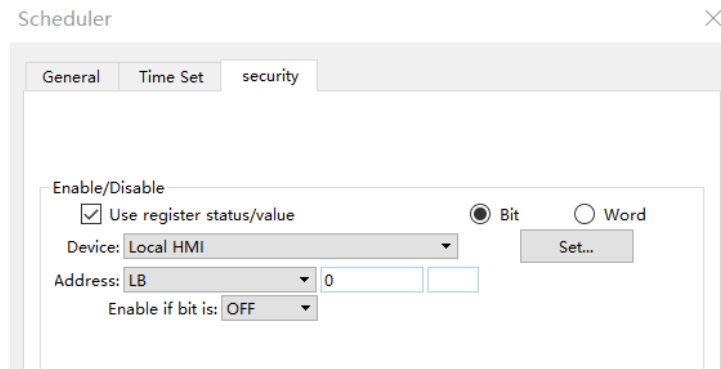 Scheduler
General Time Set security
Enable/Disable
Use register status/value Bit Word
Device: Local HMI Set...
Address: LB 0
Enable if bit is: OFF